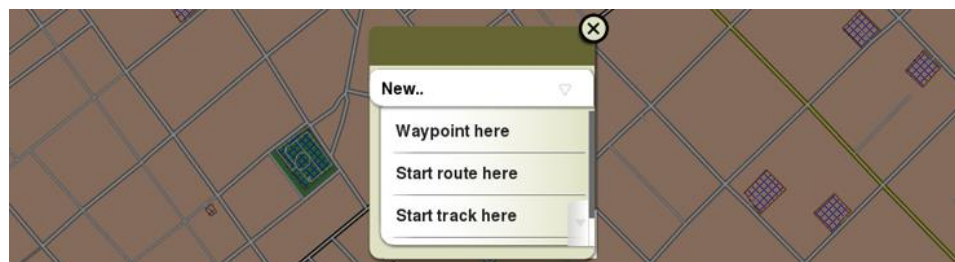 New..
Waypoint here
Start route here
Start track here